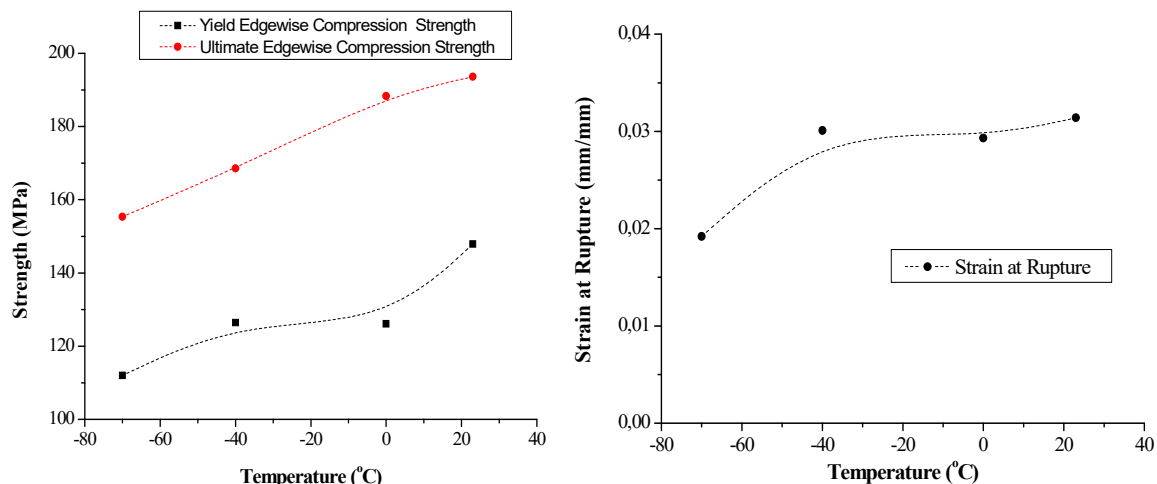 Yield Edgewise Compression Strength
Ultimate Edgewise Compression Strength
200
180
160
140
120
100
Strength (MPa)
-80 -60 -40 -20 0 20 40
Temperature (°C)
0,04
0,03
0,02
0,01
0,00
Strain at Rupture (mm/mm)
Strain at Rupture
-80 -60 -40 -20 0 20 40
Temperature (°C)